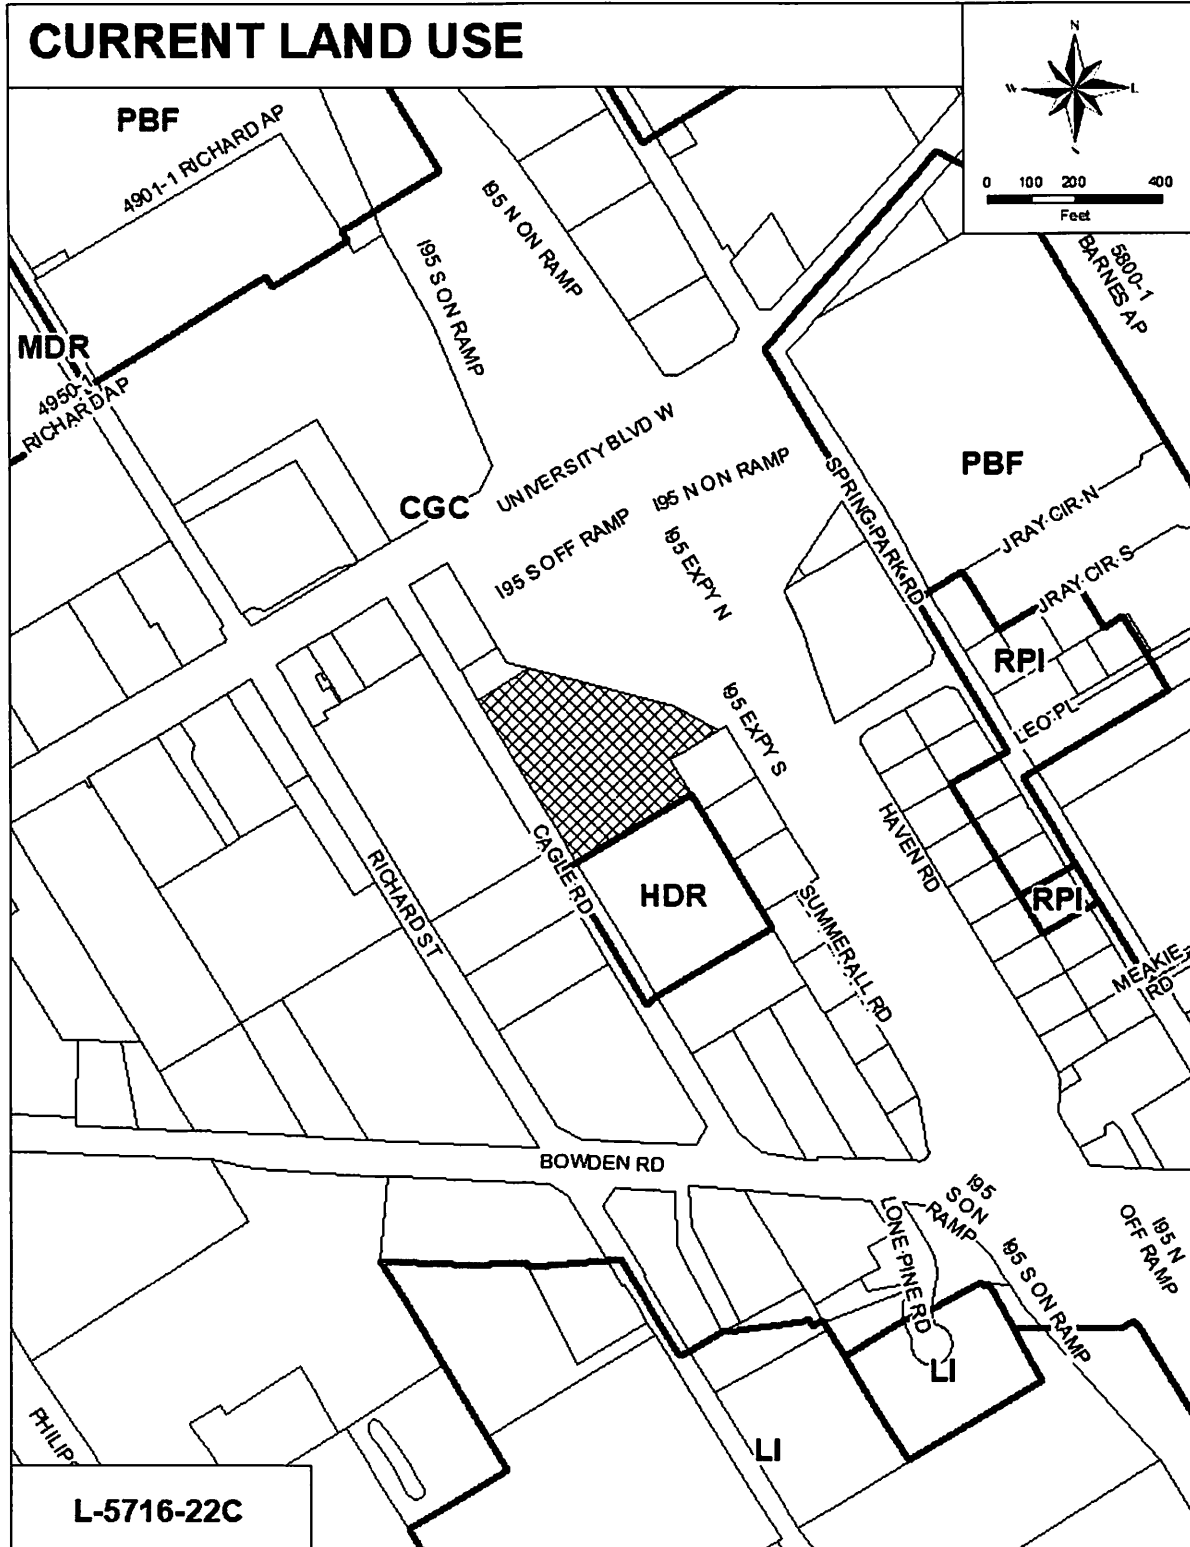 CURRENT LAND USE
N
W
L
S
0 100 200 400
Feet
PBF
4901-1 RICHARD AP
I95 N ON RAMP
I95 S ON RAMP
5800-1
BARNES AP
MDR
4950-1
RICHARD AP
UNIVERSITY BLVD W
CGC
I95 S OFF RAMP
I95 N ON RAMP
I95 EXPY N
SPRING PARK RD
PBF
JRAY CIR N
JRAY CIR S
RPI
LEO PL
I95 EXPY S
HAVEN RD
CAGLE RD
RICHARD ST
HDR
SUMMERALL RD
RPI
MEAKIE
RD
BOWDEN RD
I95
S ON
RAMP
LONE PINE RD
I95 S ON RAMP
I95 N
OFF RAMP
LI
LI
PHILIPS
L-5716-22C